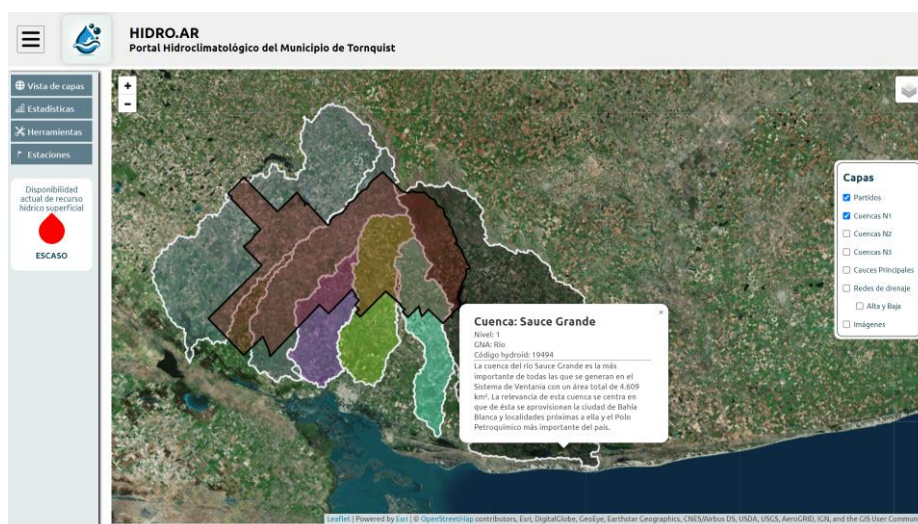 HIDRO.AR
Portal Hidroclimatológico del Municipio de Tornquist
Vista de capas
Estadísticas
Herramientas
Estaciones
Disponibilidad
actual de recurso
hídrico superficial
ESCASO
+
-
Capas
Partidos
Cuencas N1
Cuencas N2
Cuencas N3
Cauces Principales
Redes de drenaje
Alta y Baja
Imágenes
Cuenca: Sauce Grande
×
Nivel: 1
GNA: Río
Código hydroid: 19494
La cuenca del río Sauce Grande es la más
importante de todas las que se generan en el
Sistema de Ventania con un área total de 4.609
km². La relevancia de esta cuenca se centra en
que de ésta se aprovisionan la ciudad de Bahía
Blanca y localidades próximas a ella y el Polo
Petroquímico más importante del país.
Leaflet | Powered by Esri | © OpenStreetMap contributors, Esri, DigitalGlobe, GeoEye, Earthstar Geographics, CNES/Airbus DS, USDA, USGS, AeroGRID, IGN, and the GIS User Commun